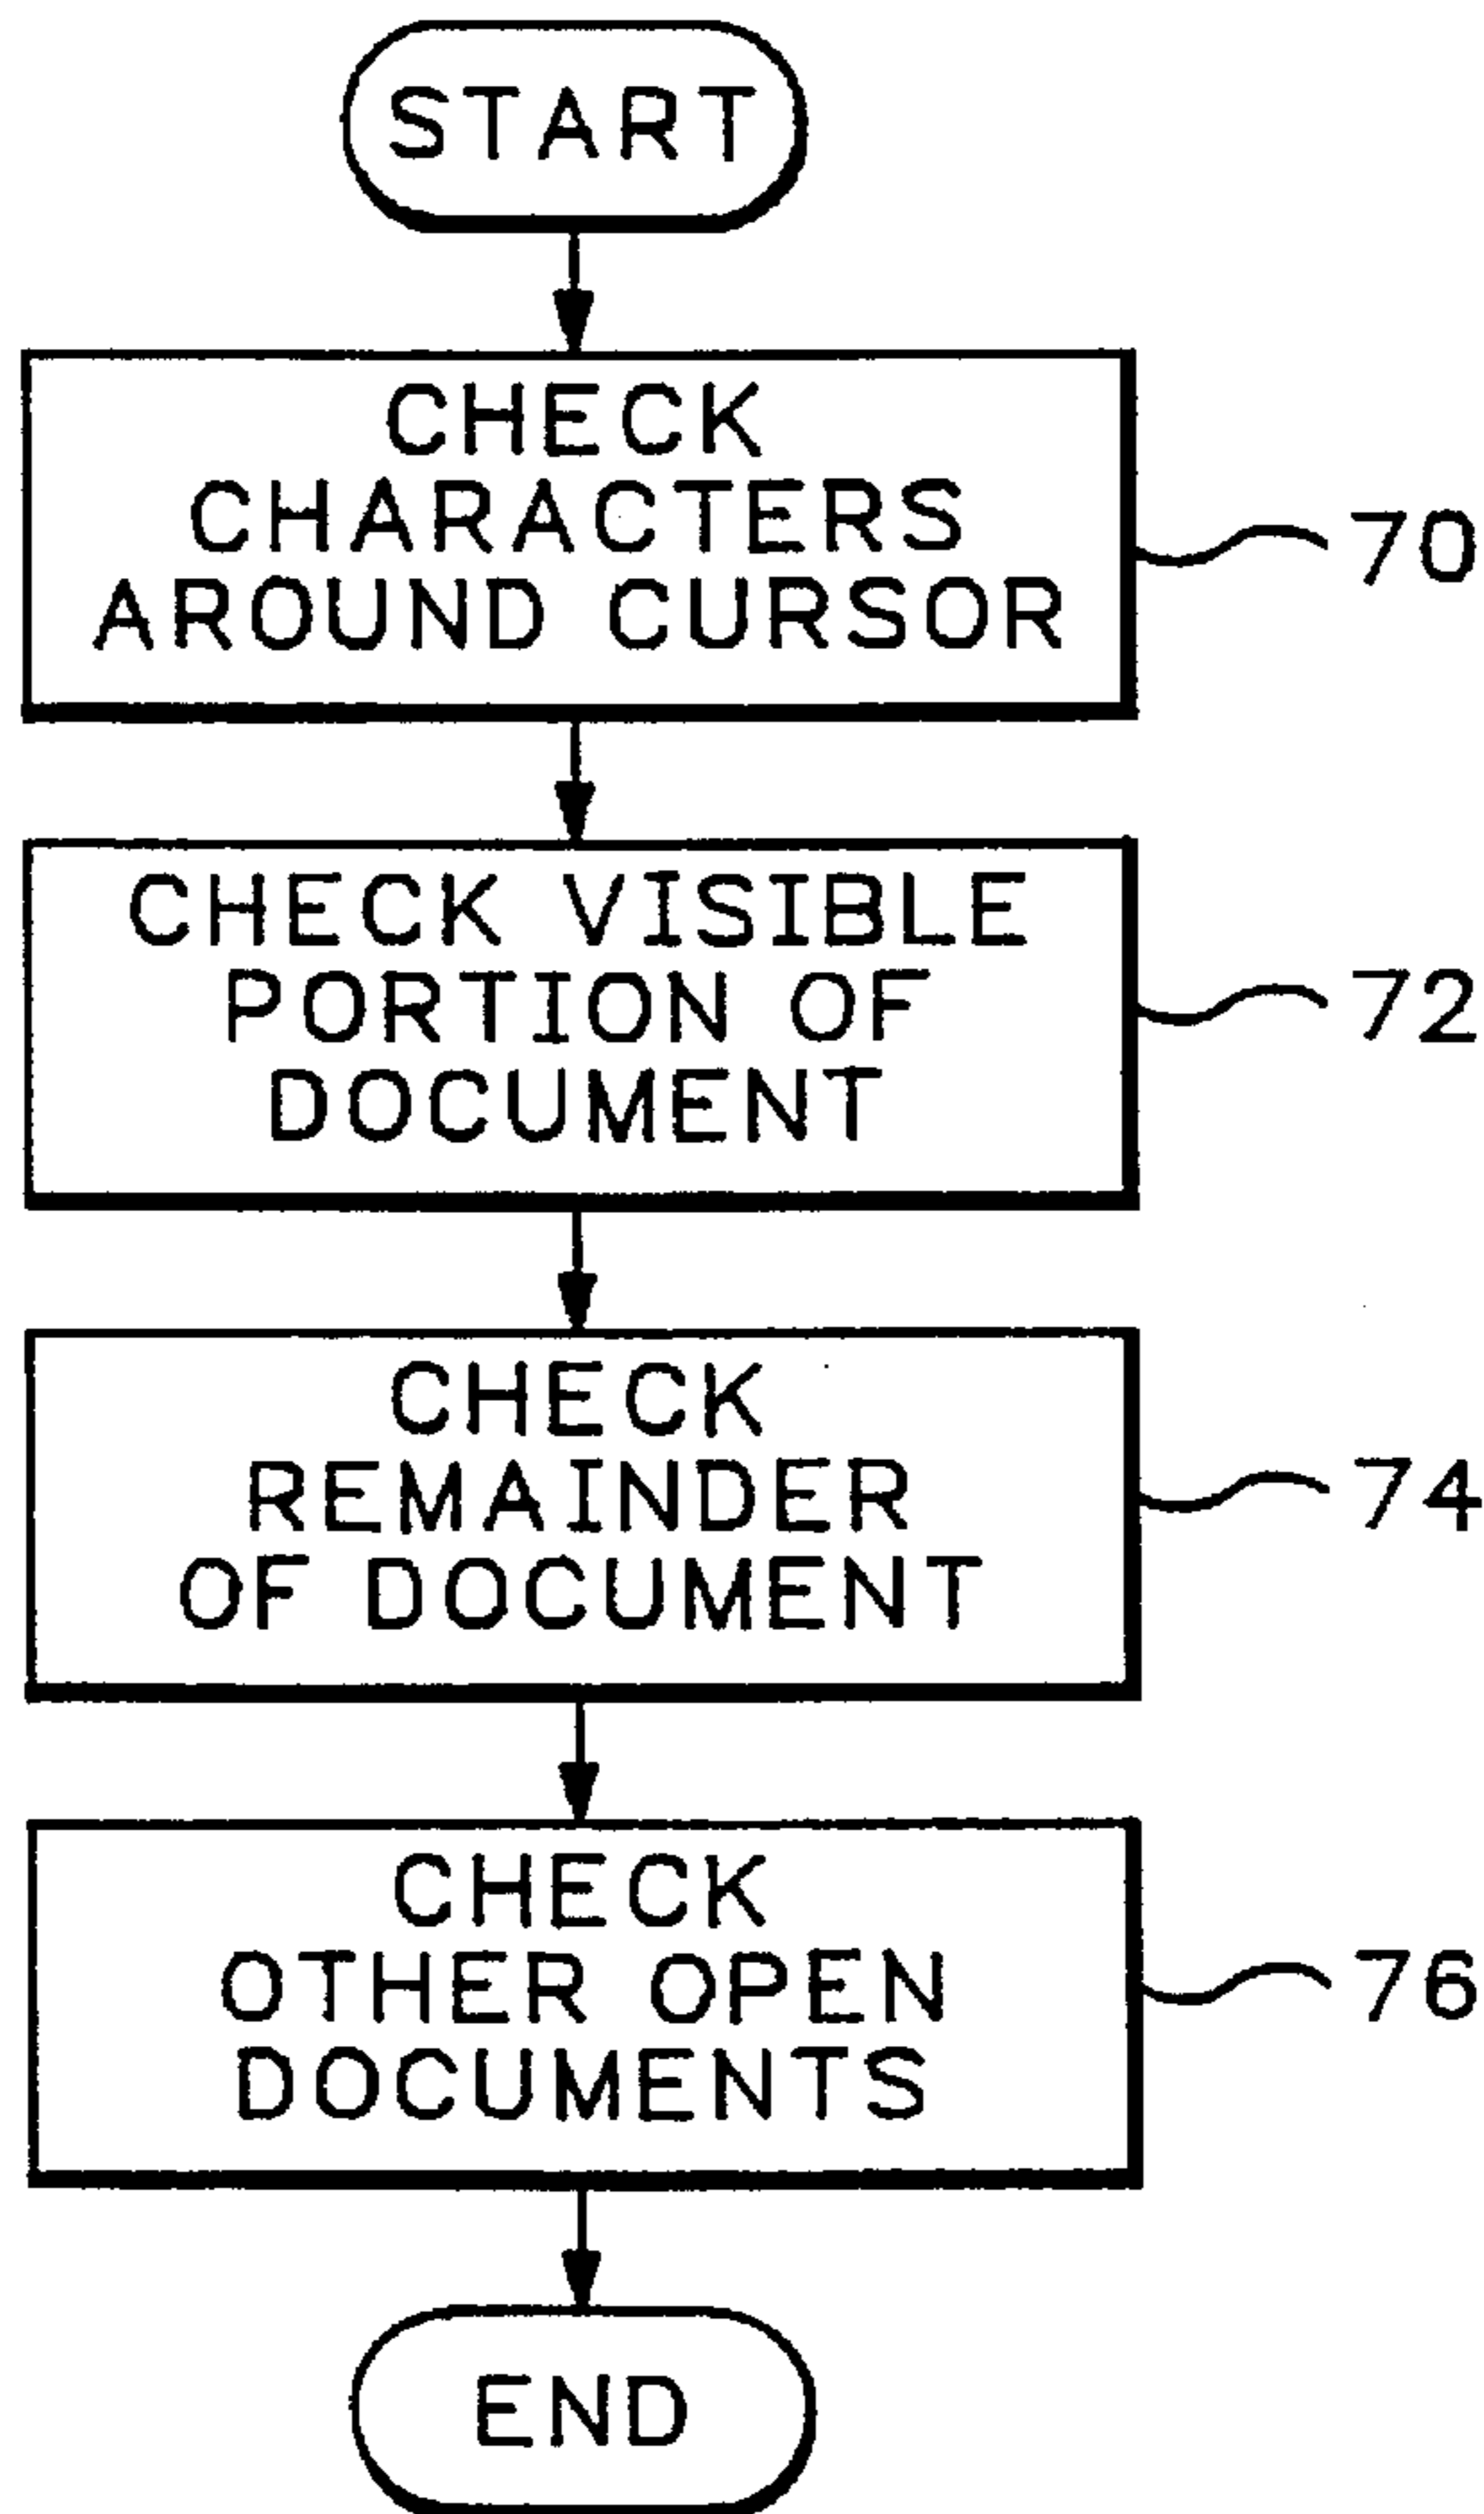 START
CHECK
CHARACTERS
AROUND CURSOR
70
CHECK VISIBLE
PORTION OF
DOCUMENT
72
CHECK
REMAINDER
OF DOCUMENT
74
CHECK
OTHER OPEN
DOCUMENTS
76
END